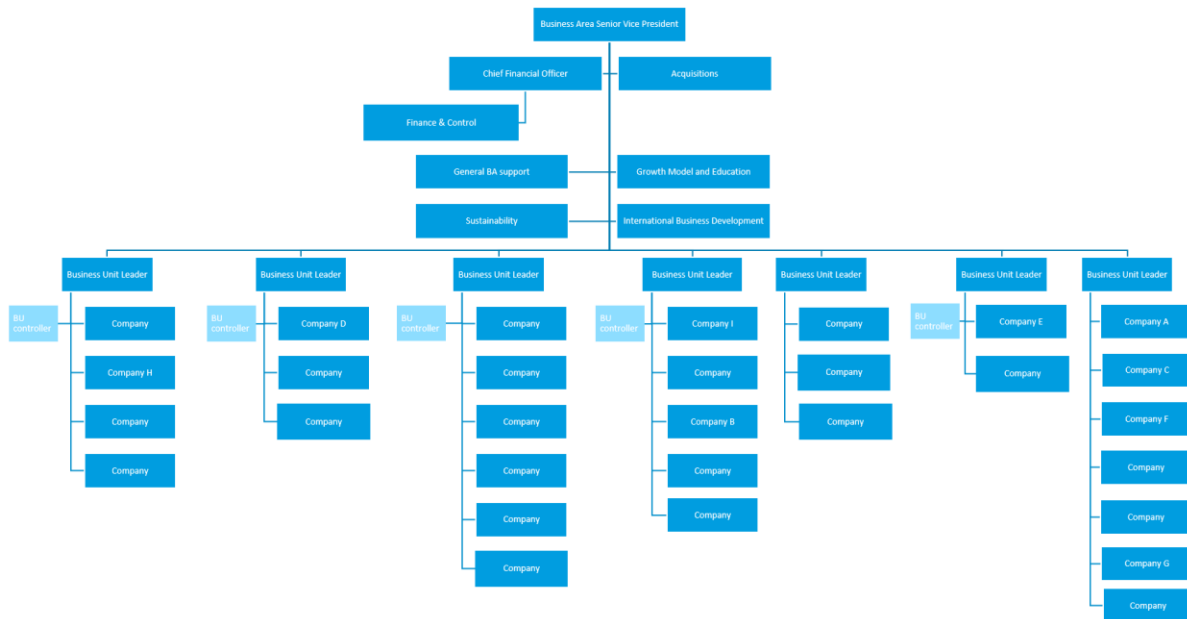 Business Area Senior Vice President
Chief Financial Officer
Acquisitions
Finance & Control
General BA support
Growth Model and Education
Sustainability
International Business Development
Business Unit Leader
Business Unit Leader
Business Unit Leader
Business Unit Leader
Business Unit Leader
Business Unit Leader
Business Unit Leader
BU
controller
Company
Company H
Company
Company
BU
controller
Company D
Company
Company
BU
controller
Company
Company
Company
Company
Company
Company
BU
controller
Company I
Company
Company B
Company
Company
Company
Company
Company
BU
controller
Company E
Company
Company A
Company C
Company F
Company
Company
Company G
Company